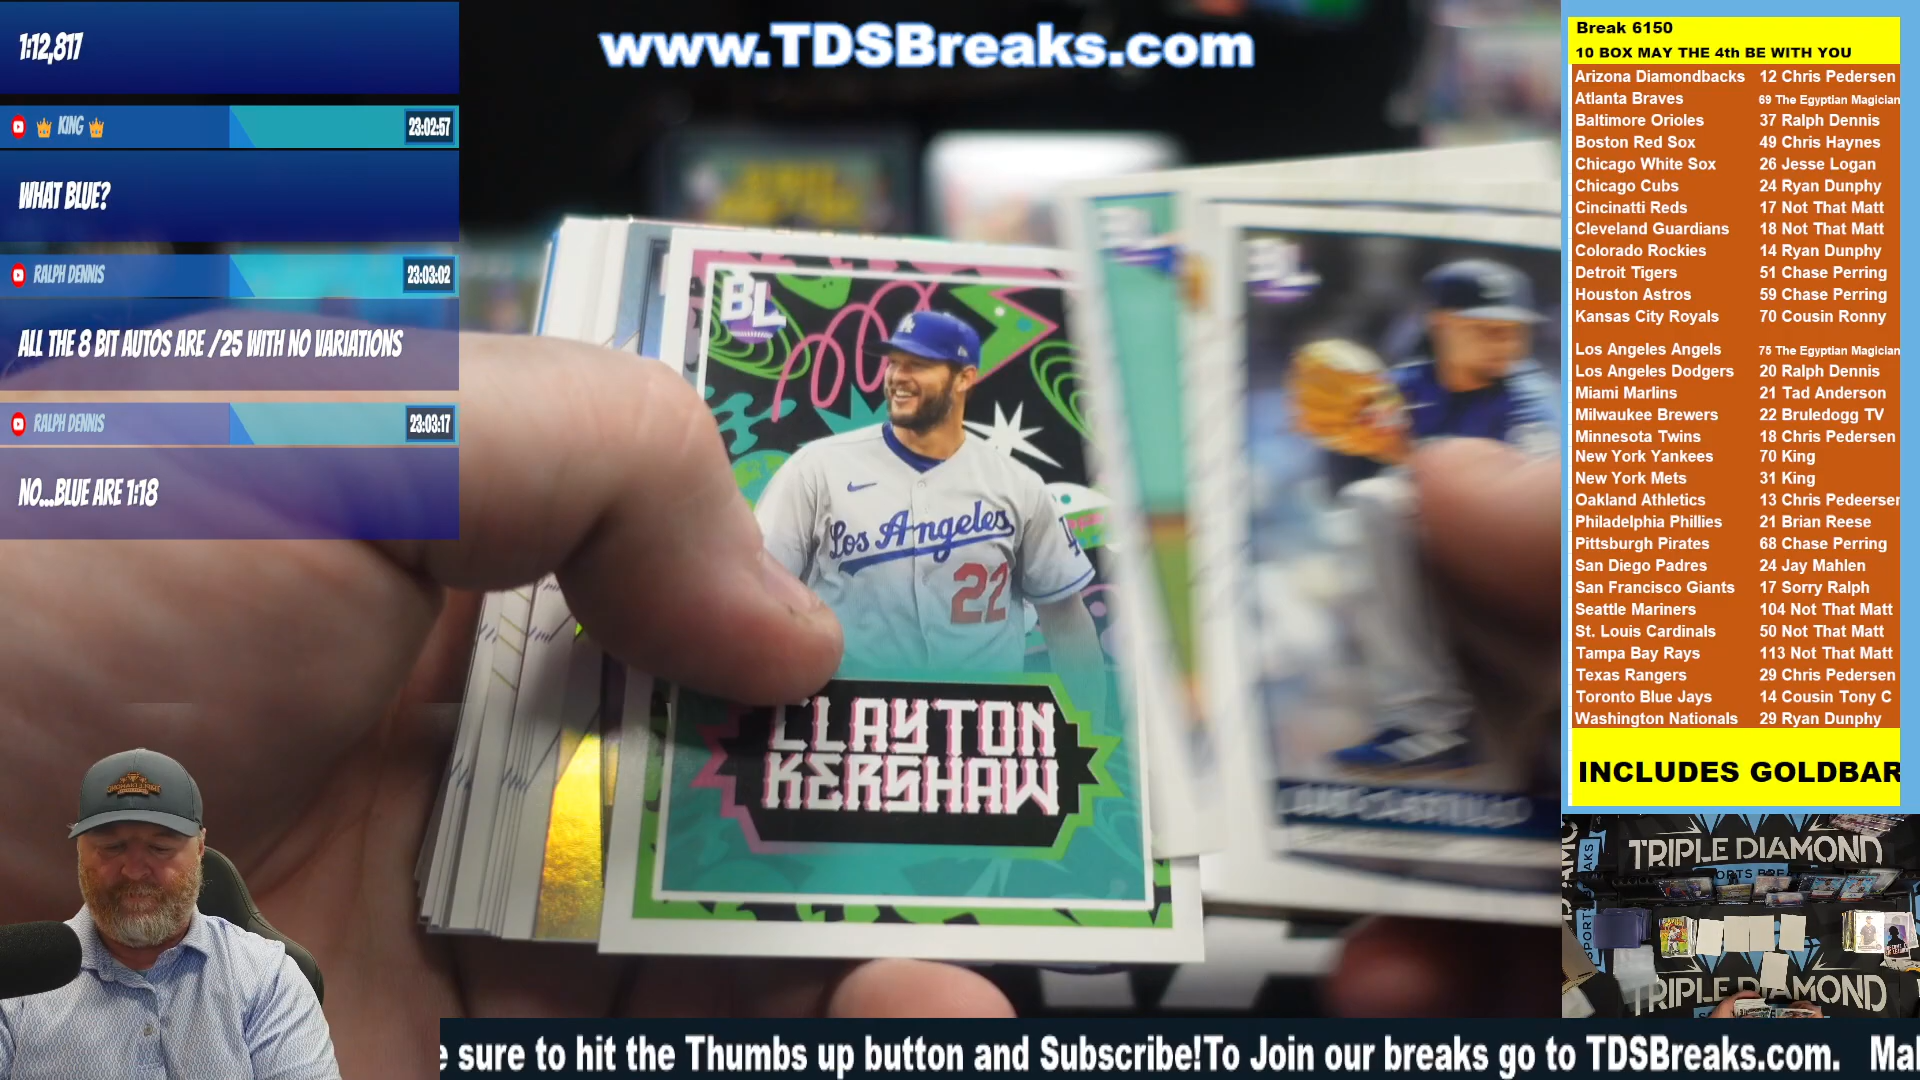 1:12,817
KING
23:02:57
WHAT BLUE?
RALPH DENNIS
23:03:02
ALL THE 8 BIT AUTOS ARE /25 WITH NO VARIATIONS
RALPH DENNIS
23:03:17
NO...BLUE ARE 1:18
www.TDSBreaks.com
BL
Los Angeles
22
CLAYTON
KERSHAW
BL
BL
Break 6150
10 BOX MAY THE 4th BE WITH YOU
Arizona Diamondbacks 12 Chris Pedersen
Atlanta Braves 69 The Egyptian Magician
Baltimore Orioles 37 Ralph Dennis
Boston Red Sox 49 Chris Haynes
Chicago White Sox 26 Jesse Logan
Chicago Cubs 24 Ryan Dunphy
Cincinatti Reds 17 Not That Matt
Cleveland Guardians 18 Not That Matt
Colorado Rockies 14 Ryan Dunphy
Detroit Tigers 51 Chase Perring
Houston Astros 59 Chase Perring
Kansas City Royals 70 Cousin Ronny
Los Angeles Angels 75 The Egyptian Magician
Los Angeles Dodgers 20 Ralph Dennis
Miami Marlins 21 Tad Anderson
Milwaukee Brewers 22 Bruledogg TV
Minnesota Twins 18 Chris Pedersen
New York Yankees 70 King
New York Mets 31 King
Oakland Athletics 13 Chris Pedeersen
Philadelphia Phillies 21 Brian Reese
Pittsburgh Pirates 68 Chase Perring
San Diego Padres 24 Jay Mahlen
San Francisco Giants 17 Sorry Ralph
Seattle Mariners 104 Not That Matt
St. Louis Cardinals 50 Not That Matt
Tampa Bay Rays 113 Not That Matt
Texas Rangers 29 Chris Pedersen
Toronto Blue Jays 14 Cousin Tony C
Washington Nationals 29 Ryan Dunphy
INCLUDES GOLDBAR
TRIPLE DIAMOND
TRIPLE DIAMOND
e sure to hit the Thumbs up button and Subscribe!To Join our breaks go to TDSBreaks.com. Mal